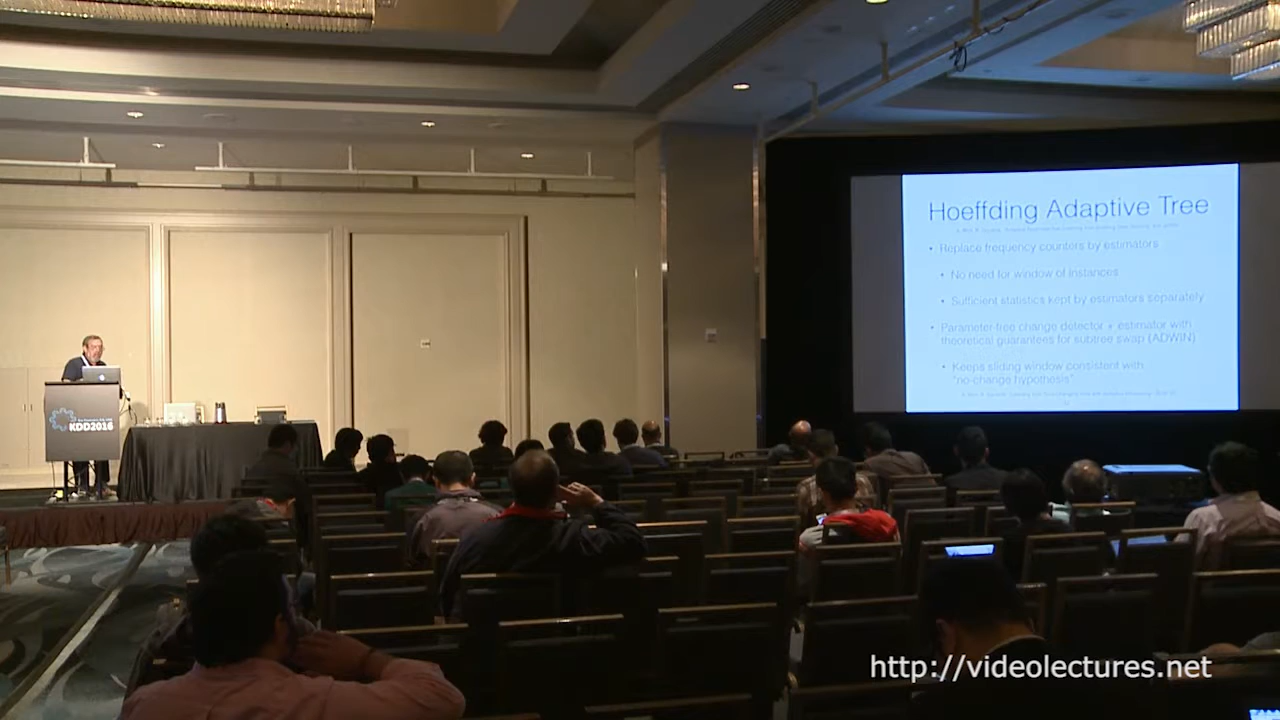 Hoeffding Adaptive Tree
• Replace frequency counters by estimators
• No need for window of instances
• Sufficient statistics kept by estimators separately
• Parameter-free change detector + estimator with
theoretical guarantees for subtree swap (ADWIN)
• Keeps sliding window consistent with
"no-change hypothesis"
KDD2016
http://videolectures.net